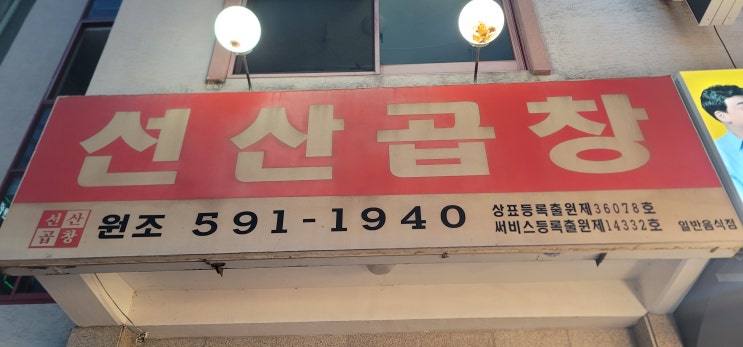 선산곱창
선산
곱창
원조 591-1940
상표등록출원제36078호
써비스등록출원제14332호
일반음식점